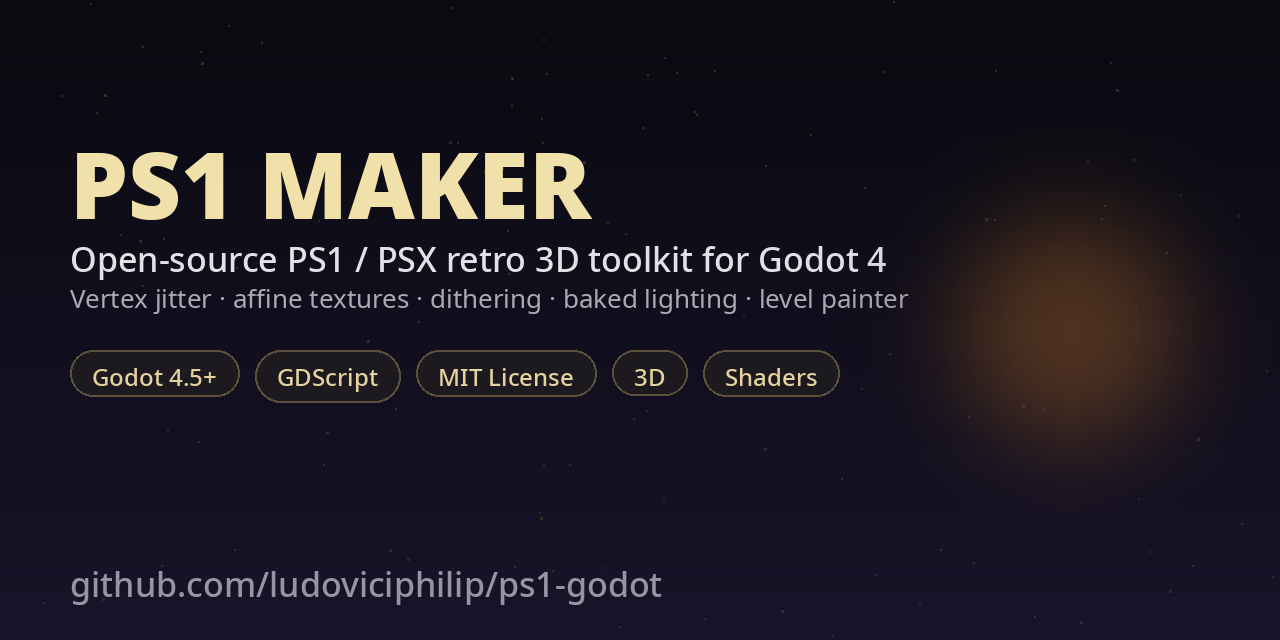 PS1 MAKER
Open-source PS1 / PSX retro 3D toolkit for Godot 4
Vertex jitter · affine textures · dithering · baked lighting · level painter
Godot 4.5+ GDScript MIT License 3D Shaders
github.com/ludoviciphilip/ps1-godot